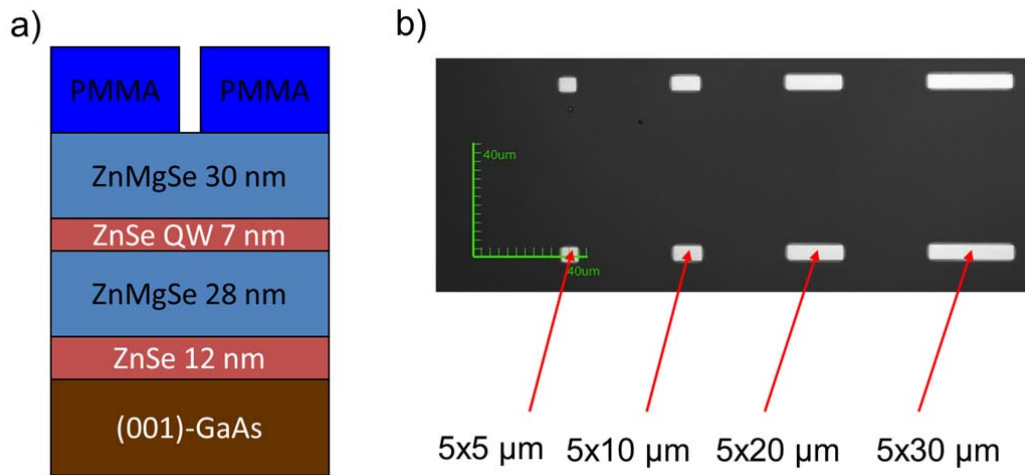 a)
PMMA PMMA
ZnMgSe 30 nm
ZnSe QW 7 nm
ZnMgSe 28 nm
ZnSe 12 nm
(001)-GaAs
b)
40um
40um
5x5 µm 5x10 µm 5x20 µm 5x30 µm